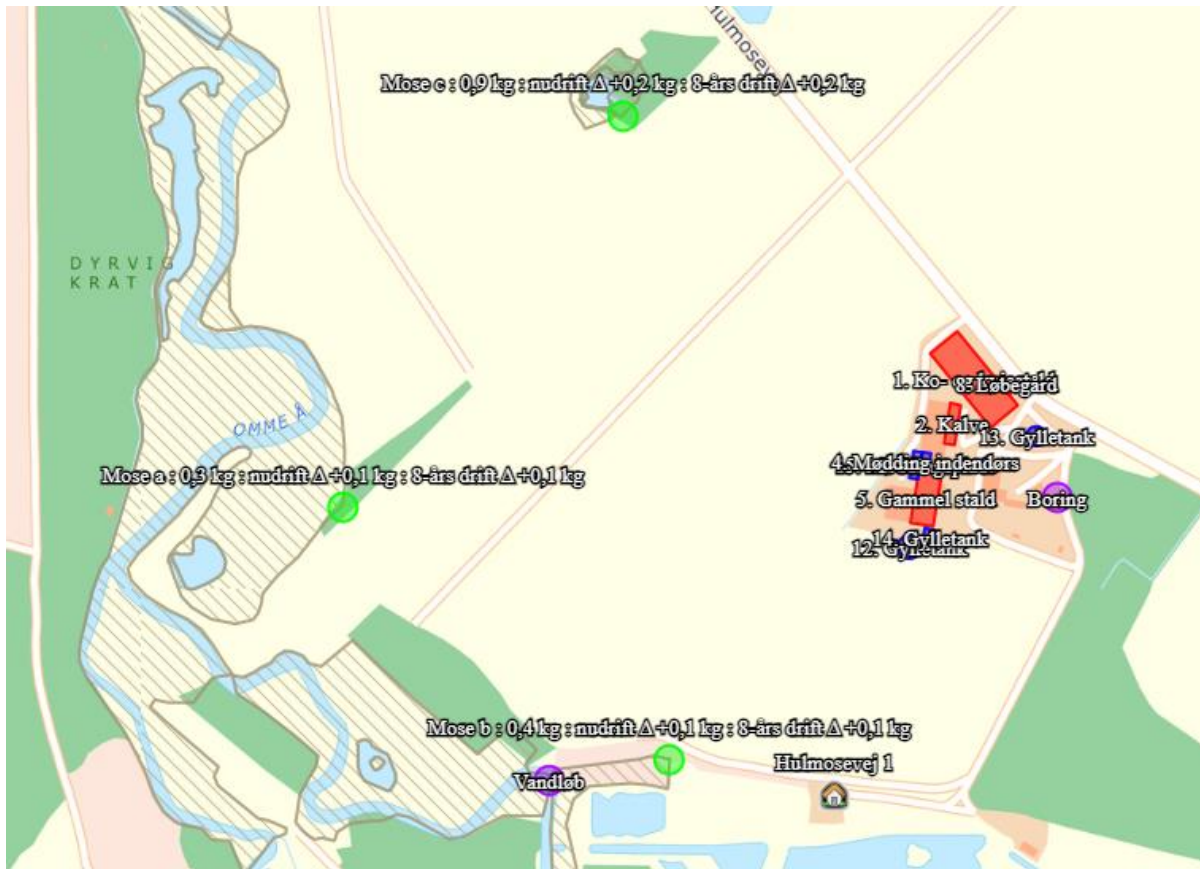 Hulmosevej
Mose c : 0,9 kg : nudrift Δ +0,2 kg : 8-års drift Δ +0,2 kg
DYRVIG
KRAT
1. Ko-
8. Løbegård
OMME Å
2. Kalve
13. Gylletank
4. Mødding indendørs
Mose a : 0,3 kg : nudrift Δ +0,1 kg : 8-års drift Δ +0,1 kg
5. Gammel stald
Boring
14. Gylletank
12. Gylletank
Mose b : 0,4 kg : nudrift Δ +0,1 kg : 8-års drift Δ +0,1 kg
Hulmosevej 1
Vandløb